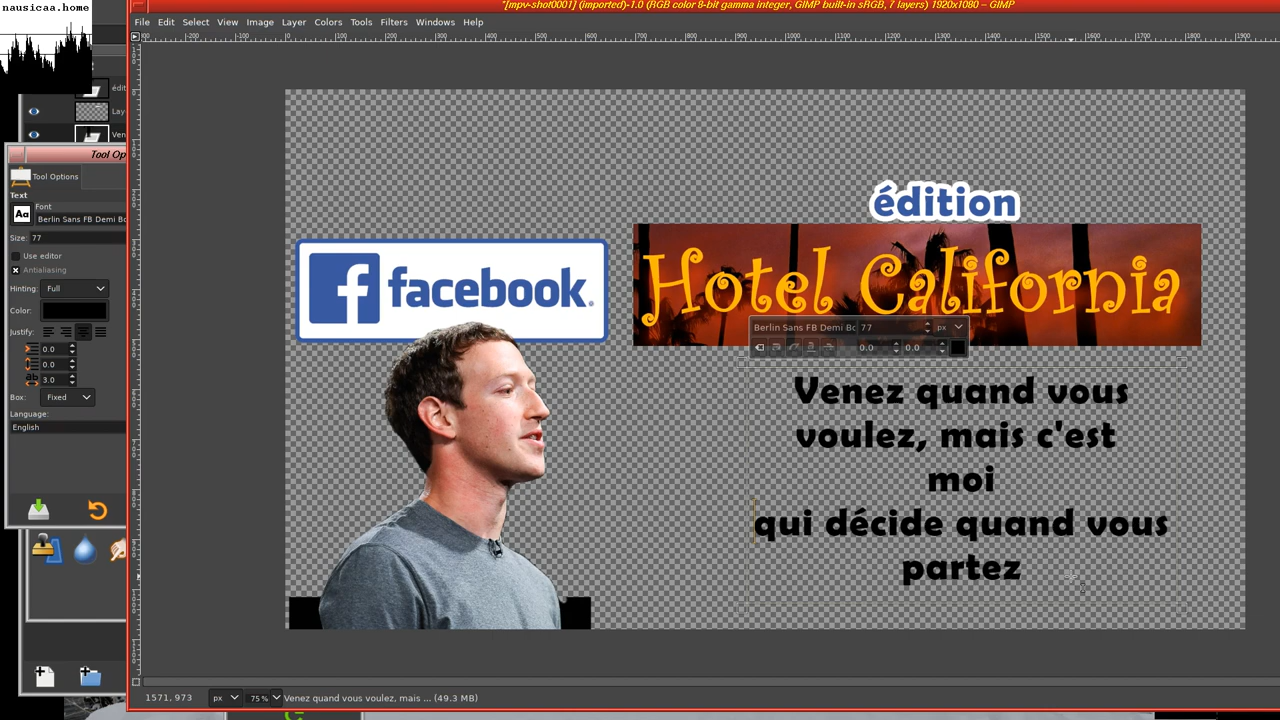 nausicaa.home
*[mpv-shot0001] (imported)-1.0 (RGB color 8-bit gamma integer, GIMP built-in sRGB, 7 layers) 1920x1080 – GIMP
File Edit Select View Image Layer Colors Tools Filters Windows Help
édit
Lay
Ven
Tool Op
Tool Options
Text
Font
Aa
Berlin Sans FB Demi Bo
Size: 77
Use editor
Antialiasing
Hinting: Full
Color:
Justify:
0.0
0.0
3.0
Box: Fixed
Language:
English
édition
facebook
Hotel California
Berlin Sans FB Demi Bo 77 px
0.0 0.0
Venez quand vous
voulez, mais c'est
moi
qui décide quand vous
partez
1571, 973 px 75 % Venez quand vous voulez, mais ... (49.3 MB)